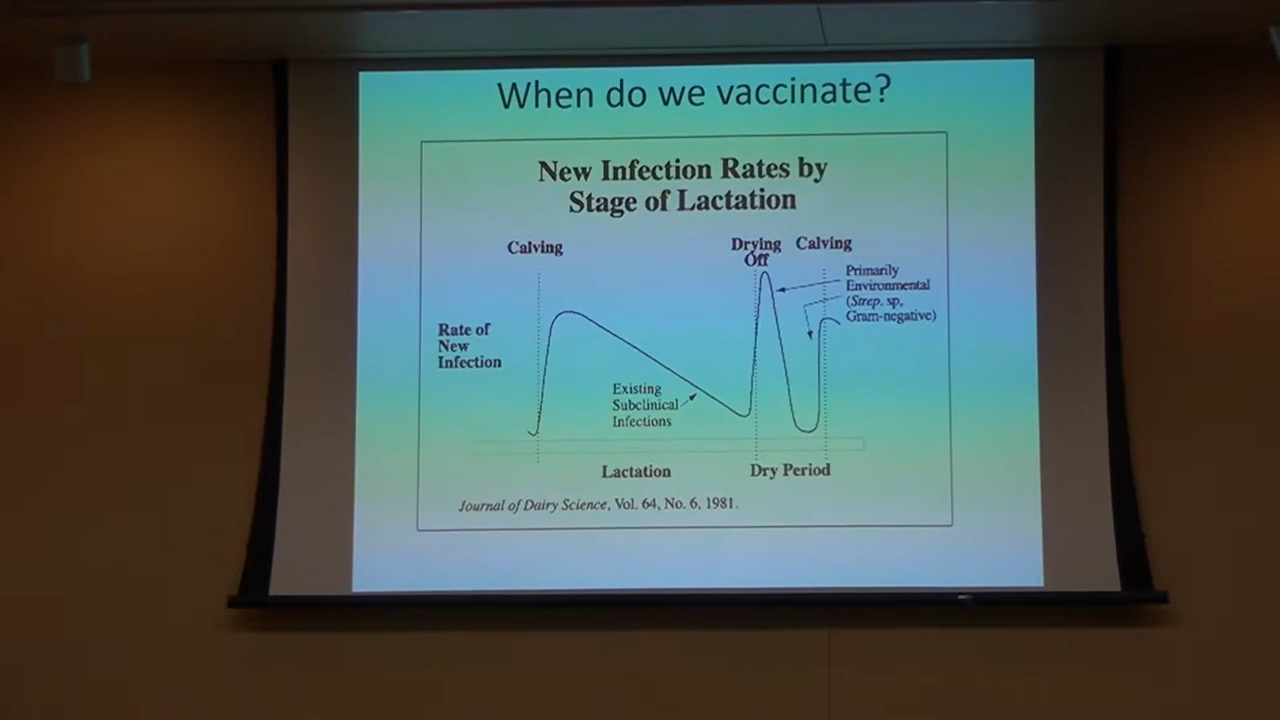 When do we vaccinate?
New Infection Rates by
Stage of Lactation
Calving
Drying
Off
Calving
Primarily
Environmental
(Strep. sp,
Gram-negative)
Rate of
New
Infection
Existing
Subclinical
Infections
Lactation
Dry Period
Journal of Dairy Science, Vol. 64, No. 6, 1981.